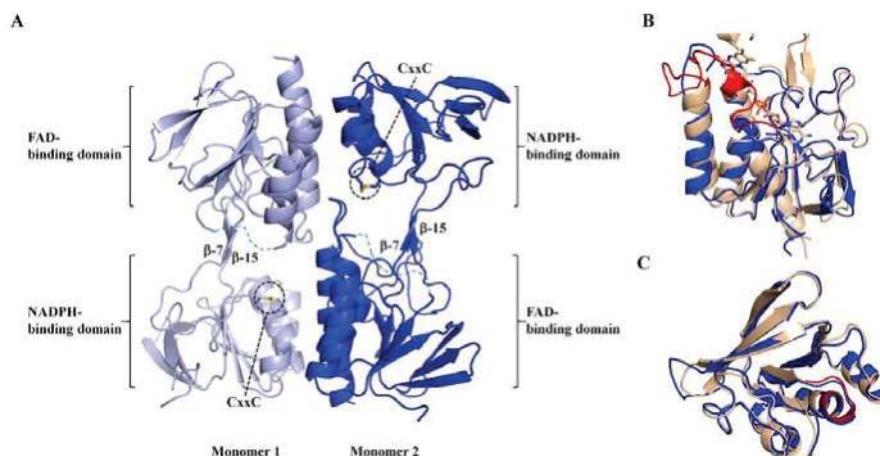 A
B
CxxC
FAD-
binding domain
NADPH-
binding domain
β-7
β-15
β-15
β-7
NADPH-
binding domain
FAD-
binding domain
CxxC
C
Monomer 1
Monomer 2